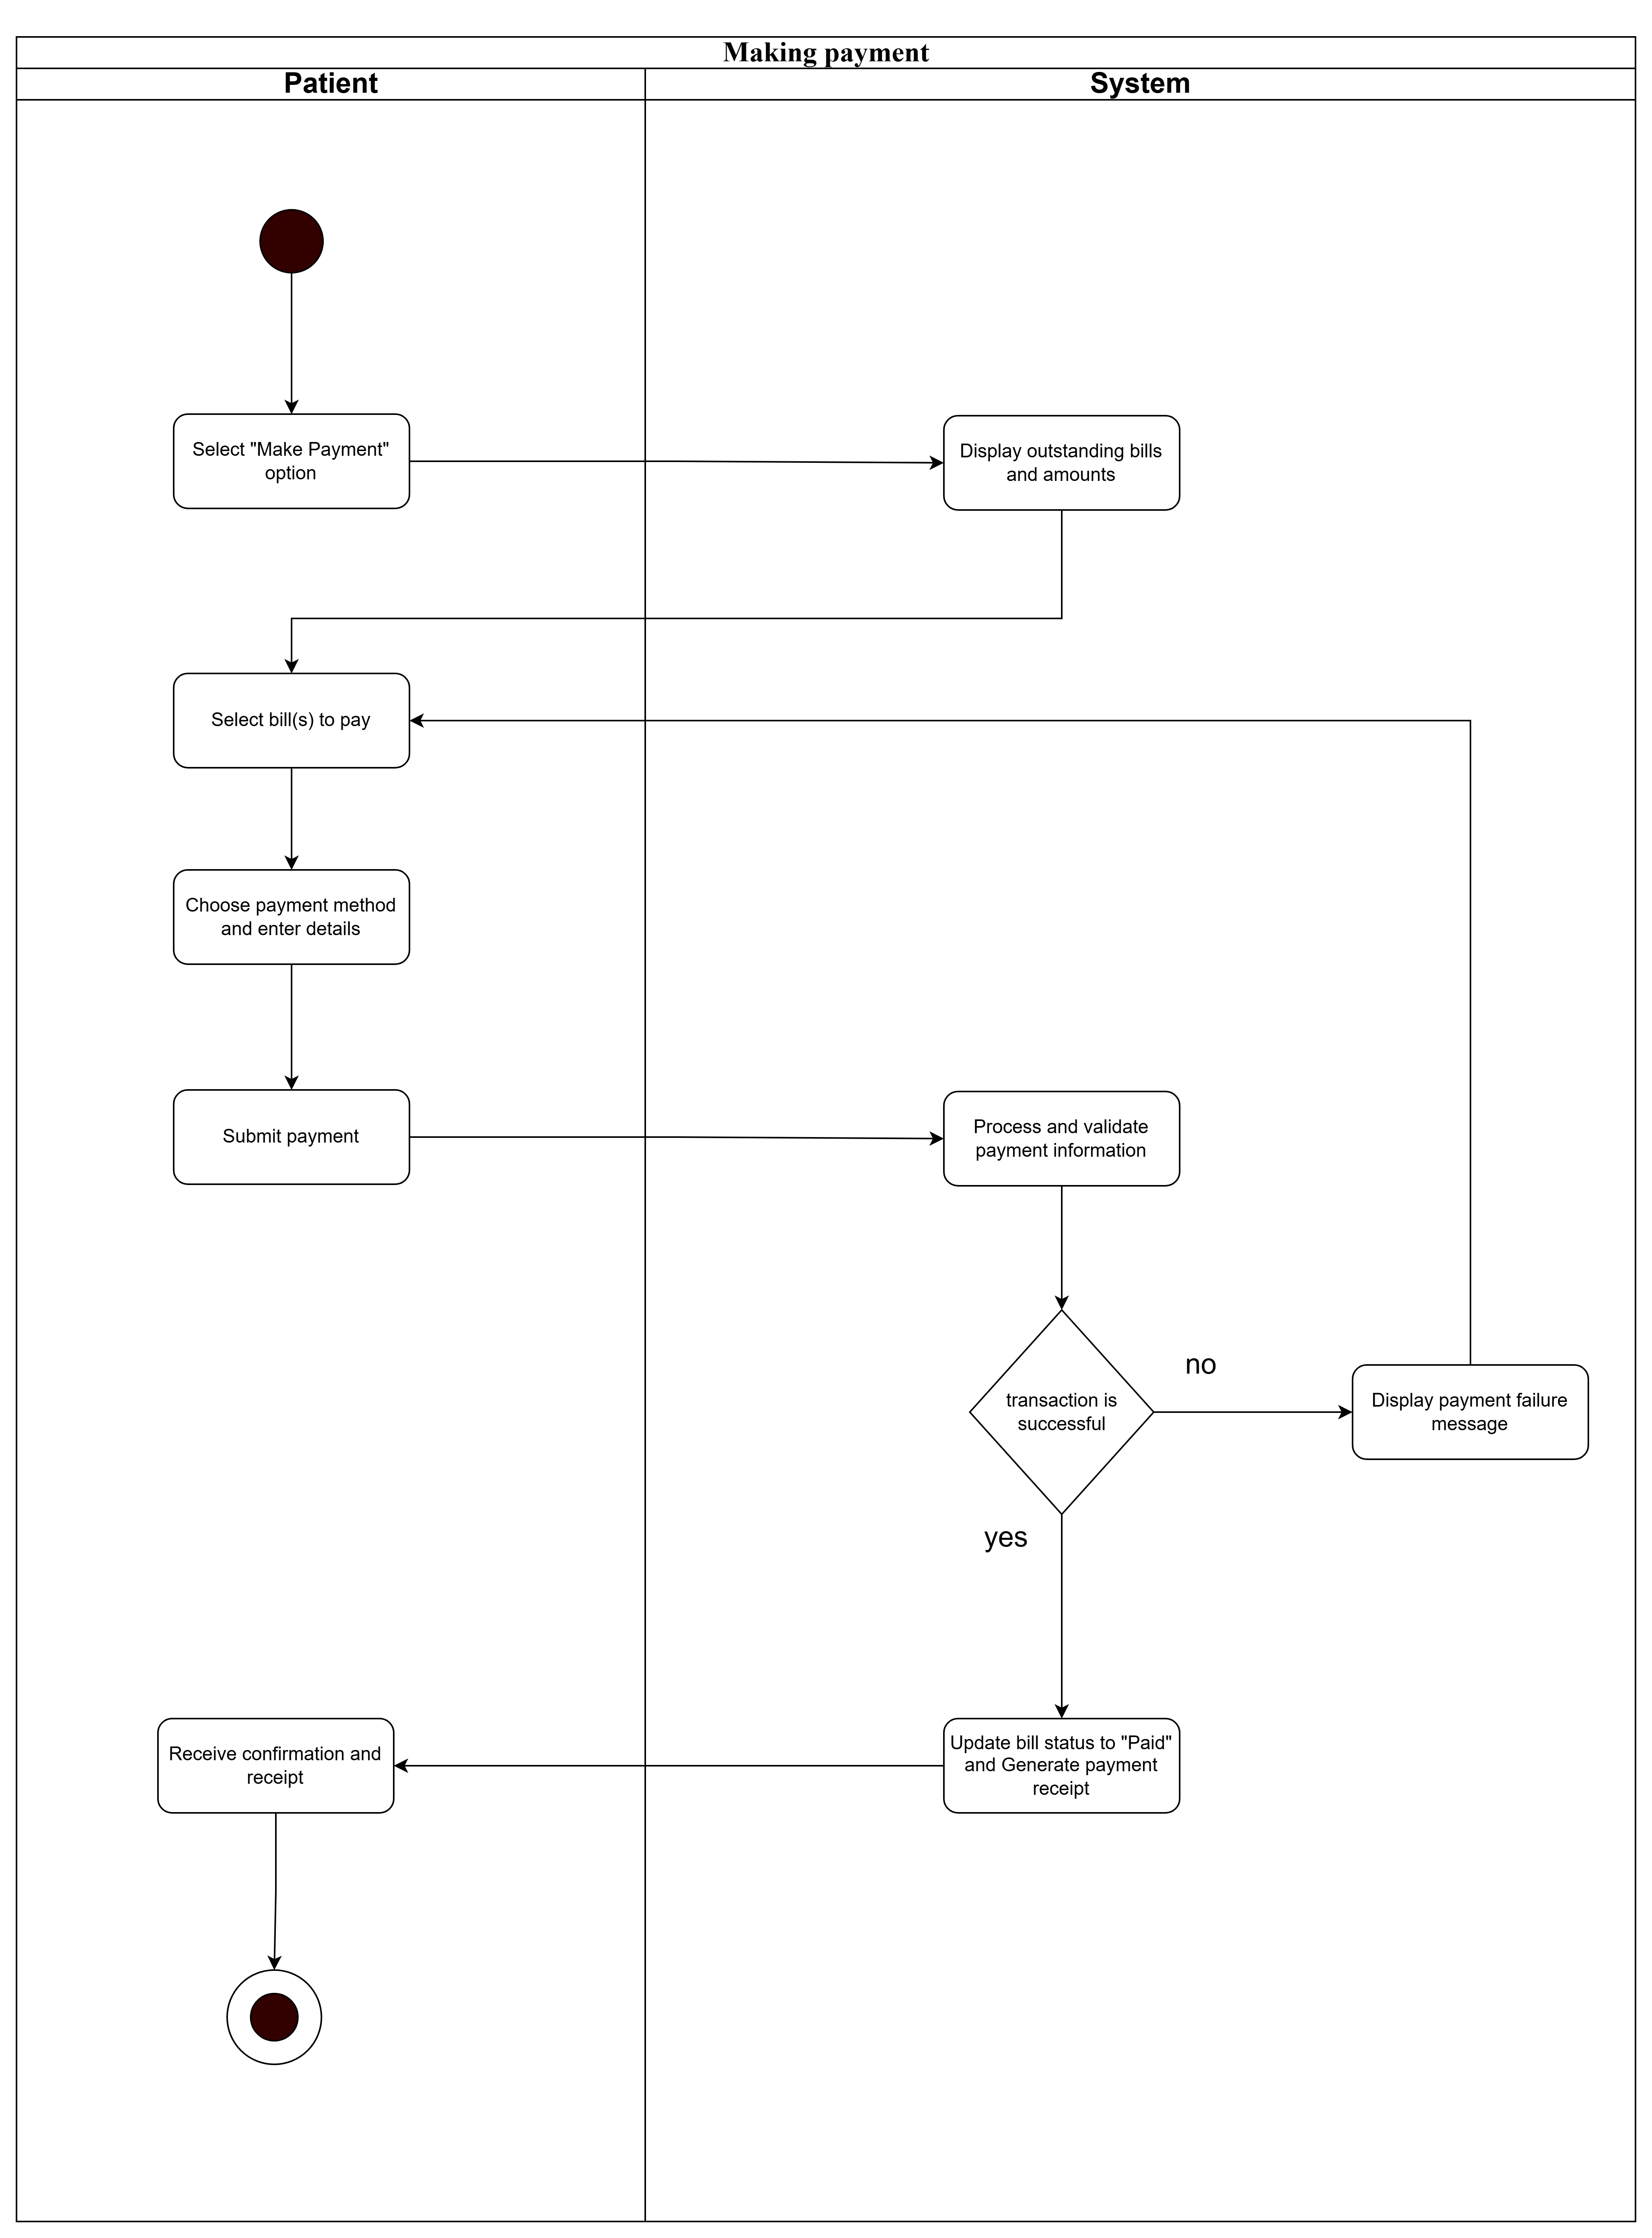 Making payment
Patient
System
Select "Make Payment"
option
Display outstanding bills
and amounts
Select bill(s) to pay
Choose payment method
and enter details
Submit payment
Process and validate
payment information
transaction is
successful
no
Display payment failure
message
yes
Update bill status to "Paid"
and Generate payment
receipt
Receive confirmation and
receipt